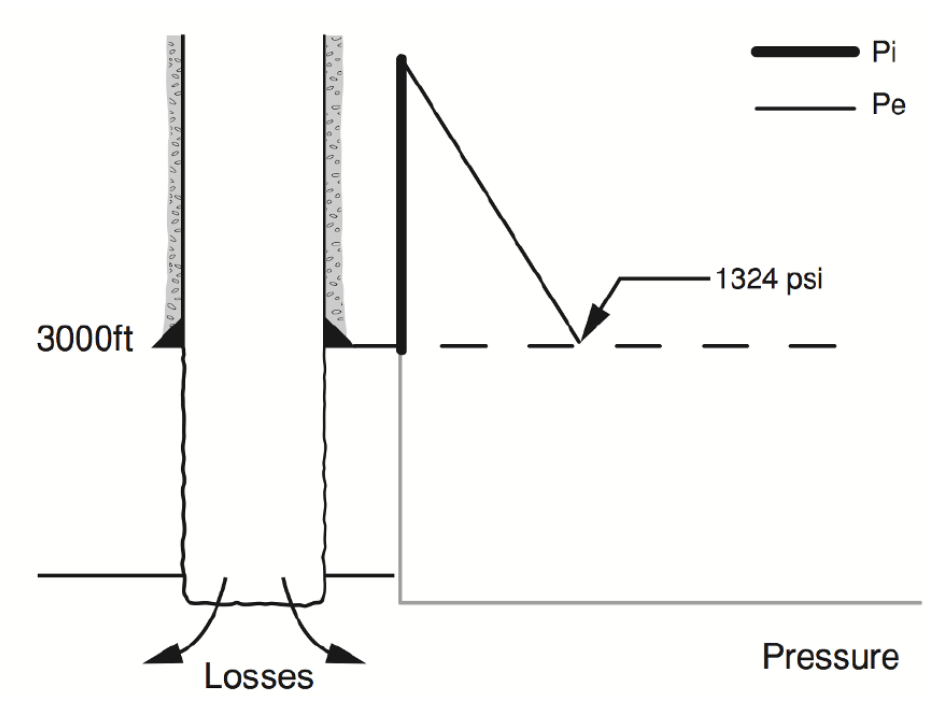 Pi
Pe
1324 psi
3000ft
Losses
Pressure